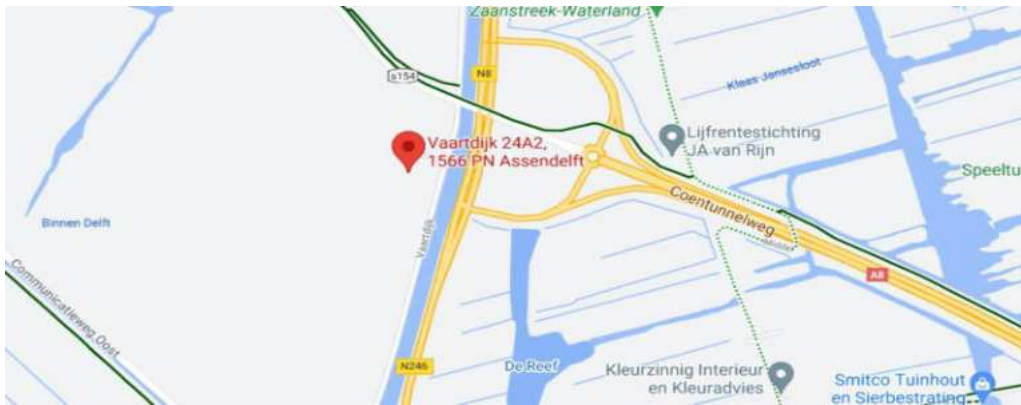 Zaanstreek-Waterland
s154
N8
Klaas Jansesloot
Vaartdijk 24A2,
1566 PN Assendelft
Lijfrentestichting
JA van Rijn
Speeltu
Binnen Delft
Vaartdijk
Coentunnelweg
Middel
A8
Communicatieweg Oost
N246
De Reef
Kleurzinnig Interieur
en Kleuradvies
Smitco Tuinhout
en Sierbestrating